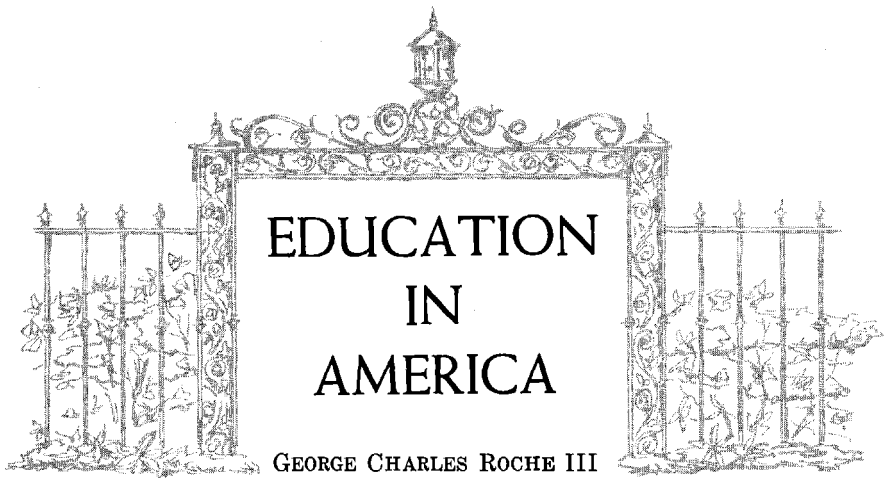 EDUCATION
IN
AMERICA
GEORGE CHARLES ROCHE III